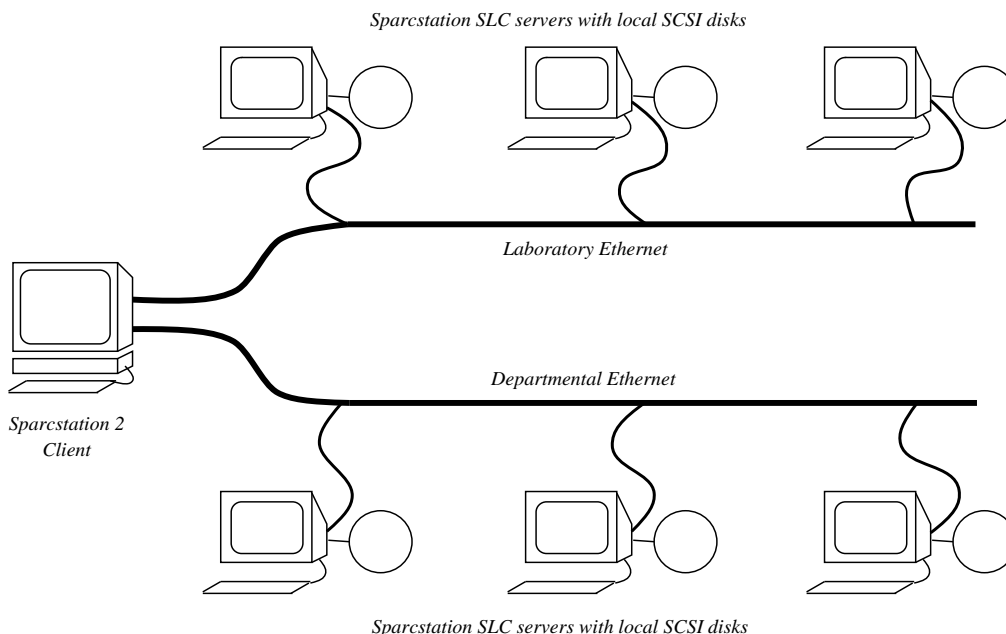 Sparcstation SLC servers with local SCSI disks
Laboratory Ethernet
Departmental Ethernet
Sparcstation 2
Client
Sparcstation SLC servers with local SCSI disks